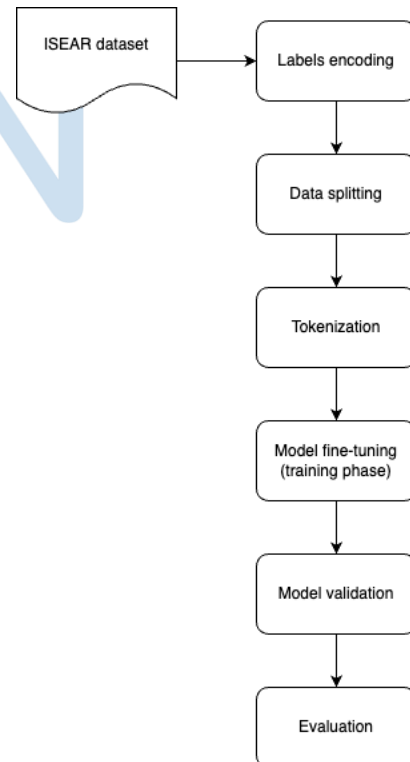 ISEAR dataset
Labels encoding
Data splitting
Tokenization
Model fine-tuning
(training phase)
Model validation
Evaluation